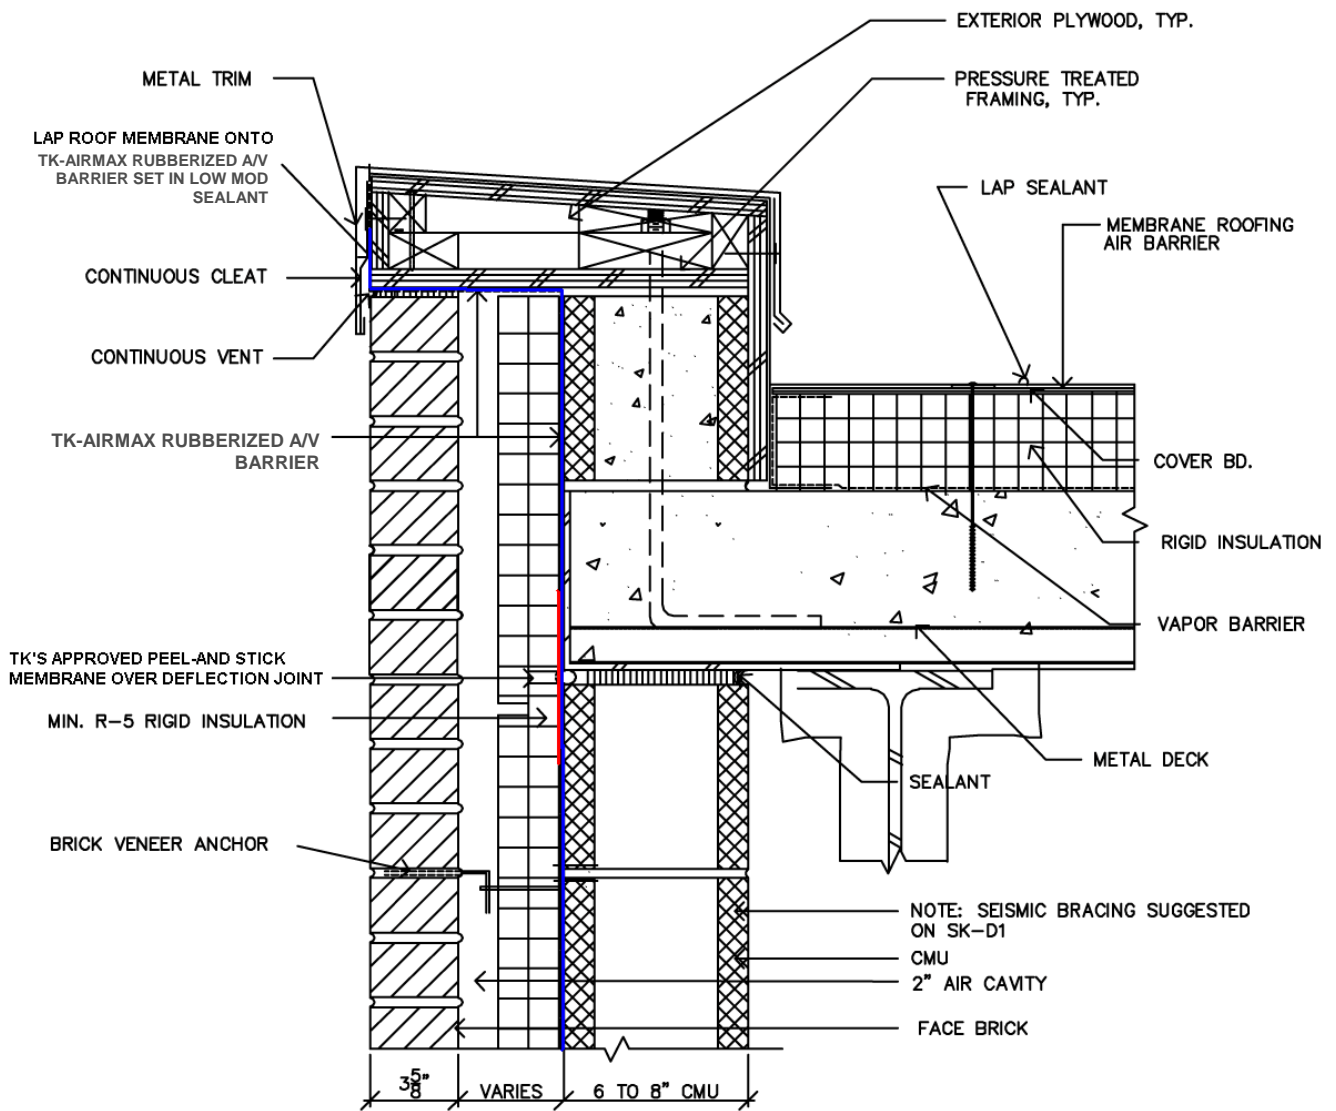 EXTERIOR PLYWOOD, TYP.
METAL TRIM
PRESSURE TREATED
FRAMING, TYP.
LAP ROOF MEMBRANE ONTO
TK-AIRMAX RUBBERIZED A/V
BARRIER SET IN LOW MOD
SEALANT
LAP SEALANT
MEMBRANE ROOFING
AIR BARRIER
CONTINUOUS CLEAT
CONTINUOUS VENT
TK-AIRMAX RUBBERIZED A/V
BARRIER
COVER BD.
RIGID INSULATION
VAPOR BARRIER
TK'S APPROVED PEEL-AND STICK
MEMBRANE OVER DEFLECTION JOINT
MIN. R-5 RIGID INSULATION
METAL DECK
SEALANT
BRICK VENEER ANCHOR
NOTE: SEISMIC BRACING SUGGESTED
ON SK-D1
CMU
2" AIR CAVITY
FACE BRICK
3 5/8"
VARIES
6 TO 8" CMU